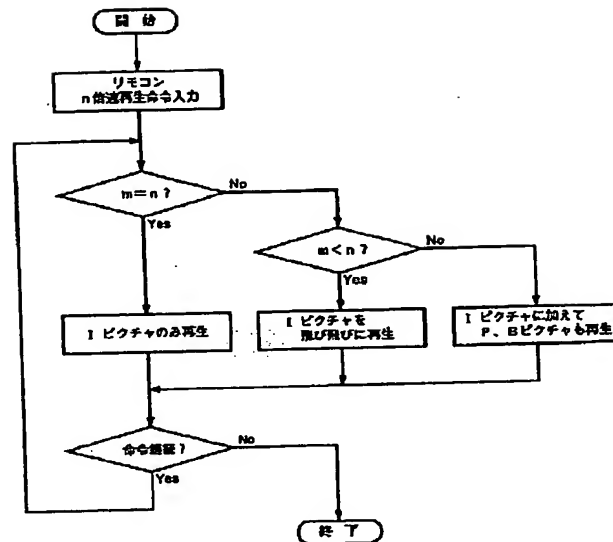 開始
リモコン
n倍速再生命令入力
m=n?
No
Yes
m<n?
No
Yes
I ピクチャのみ再生
I ピクチャを
飛び飛びに再生
I ピクチャに加えて
P、Bピクチャも再生
命令継続?
No
Yes
終了